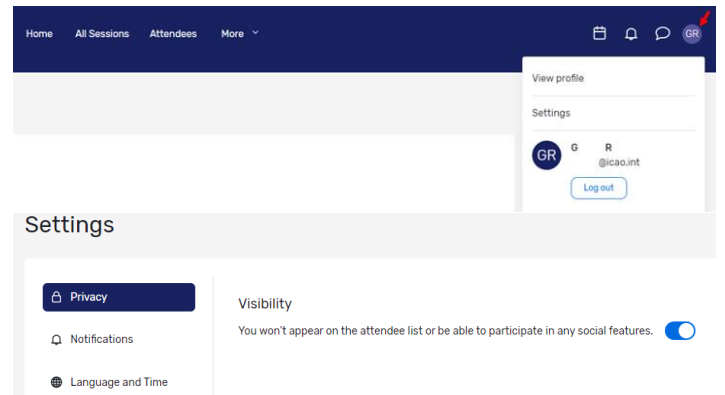 Home All Sessions Attendees More GR
View profile
Settings
GR G R
@icao.int
Log out
Settings
Privacy
Visibility
You won't appear on the attendee list or be able to participate in any social features.
Notifications
Language and Time